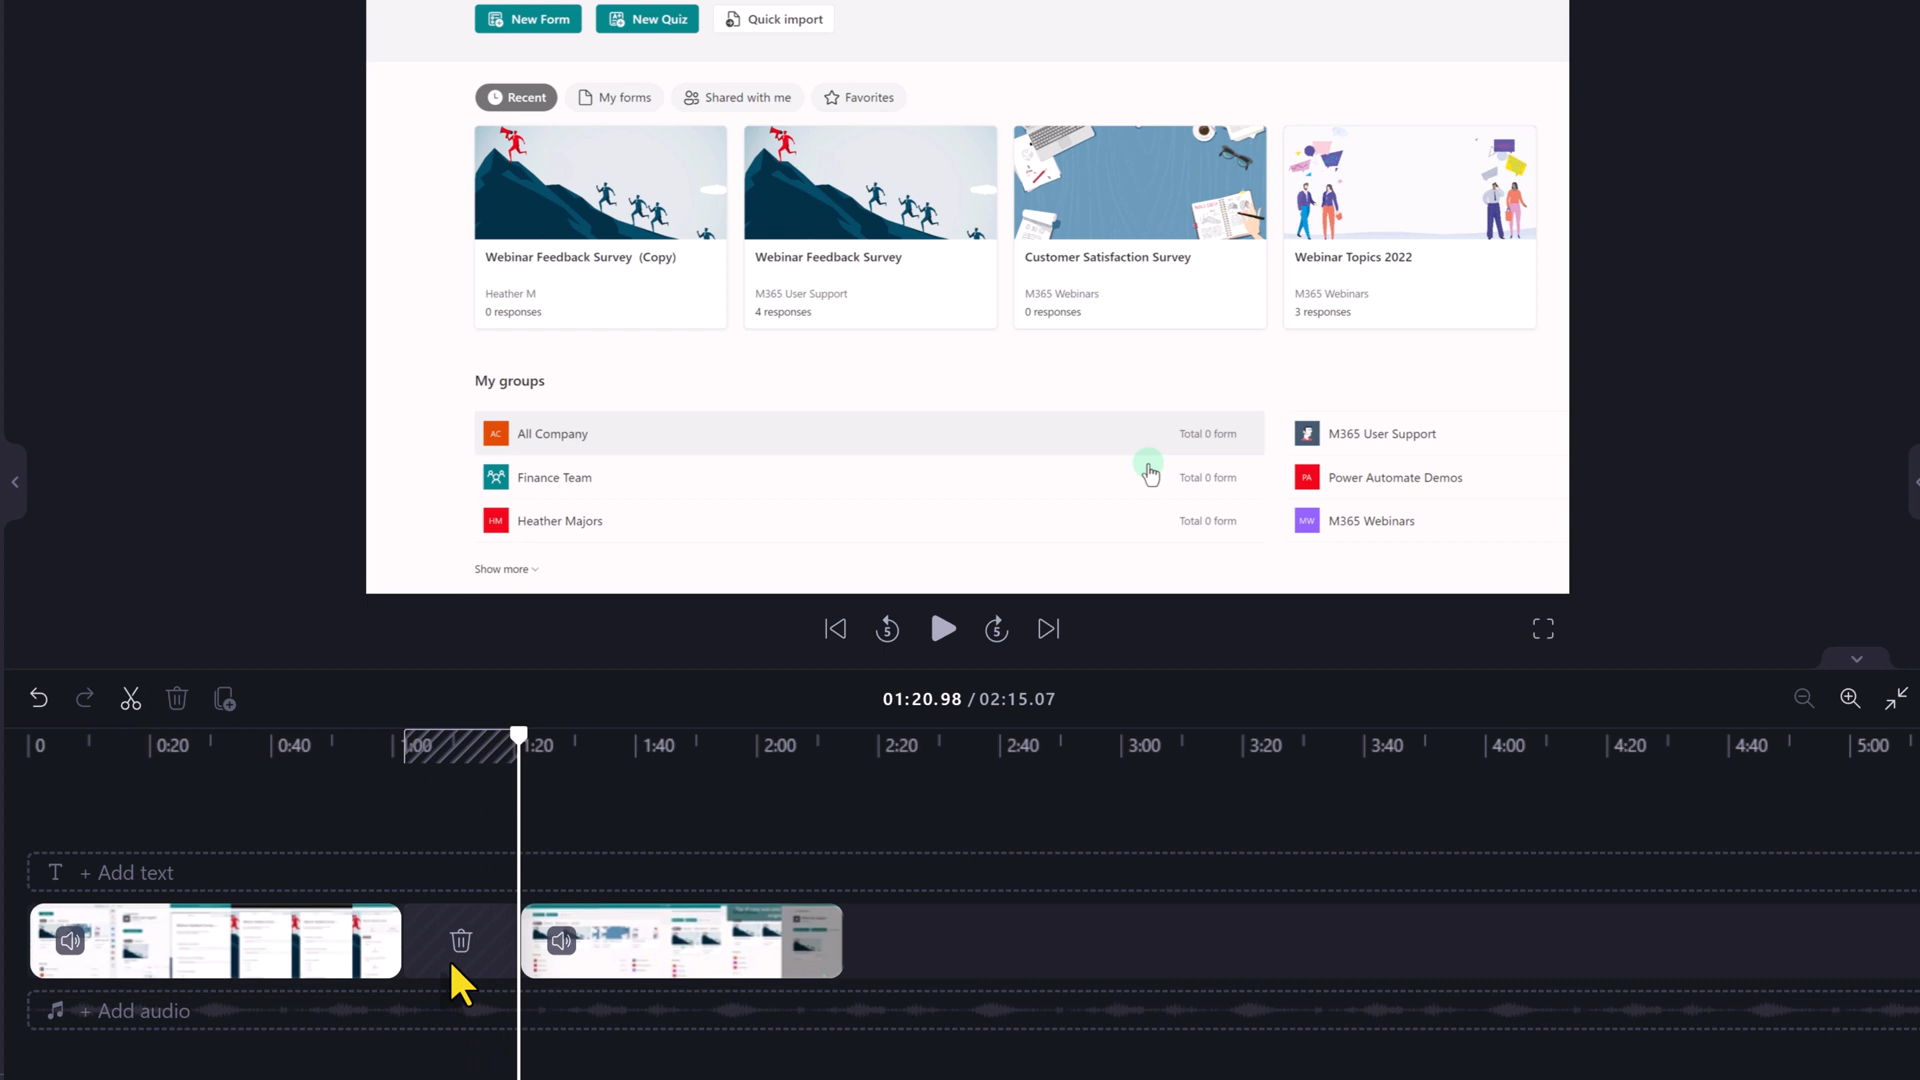 New Form
New Quiz
Quick import
Recent
My forms
Shared with me
Favorites
Webinar Feedback Survey (Copy)
Heather M
0 responses
Webinar Feedback Survey
M365 User Support
4 responses
Customer Satisfaction Survey
M365 Webinars
0 responses
Webinar Topics 2022
M365 Webinars
3 responses
My groups
AC All Company Total 0 form
M365 User Support
Finance Team Total 0 form
PA Power Automate Demos
HM Heather Majors Total 0 form
MW M365 Webinars
Show more
5
5
01:20.98 / 02:15.07
0 0:20 0:40 1:00 1:20 1:40 2:00 2:20 2:40 3:00 3:20 3:40 4:00 4:20 4:40 5:00
T + Add text
+ Add audio